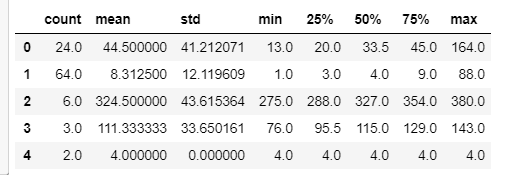 count mean std min 25% 50% 75% max
0 24.0 44.500000 41.212071 13.0 20.0 33.5 45.0 164.0
1 64.0 8.312500 12.119609 1.0 3.0 4.0 9.0 88.0
2 6.0 324.500000 43.615364 275.0 288.0 327.0 354.0 380.0
3 3.0 111.333333 33.650161 76.0 95.5 115.0 129.0 143.0
4 2.0 4.000000 0.000000 4.0 4.0 4.0 4.0 4.0